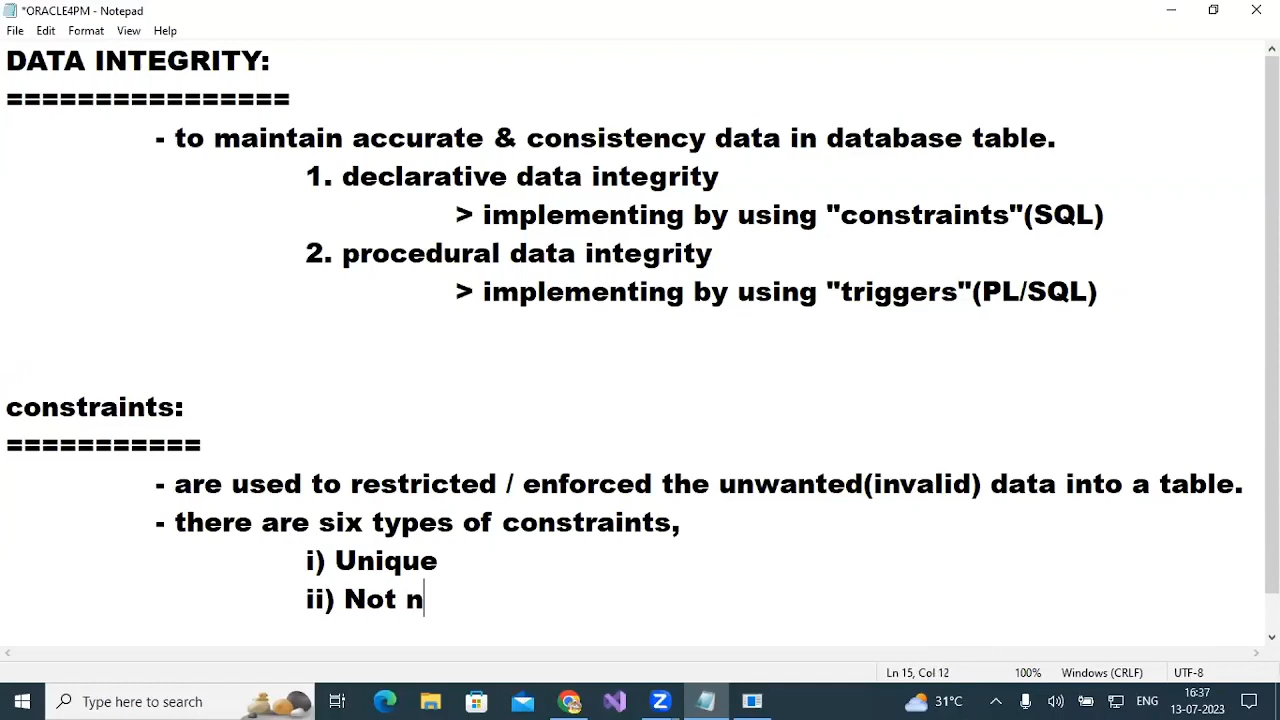 *ORACLE4PM - Notepad
File Edit Format View Help
DATA INTEGRITY:
================
- to maintain accurate & consistency data in database table.
1. declarative data integrity
> implementing by using "constraints"(SQL)
2. procedural data integrity
> implementing by using "triggers"(PL/SQL)
constraints:
===========
- are used to restricted / enforced the unwanted(invalid) data into a table.
- there are six types of constraints,
i) Unique
ii) Not n
Ln 15, Col 12 100% Windows (CRLF) UTF-8
Type here to search 31°C ENG 16:37
13-07-2023